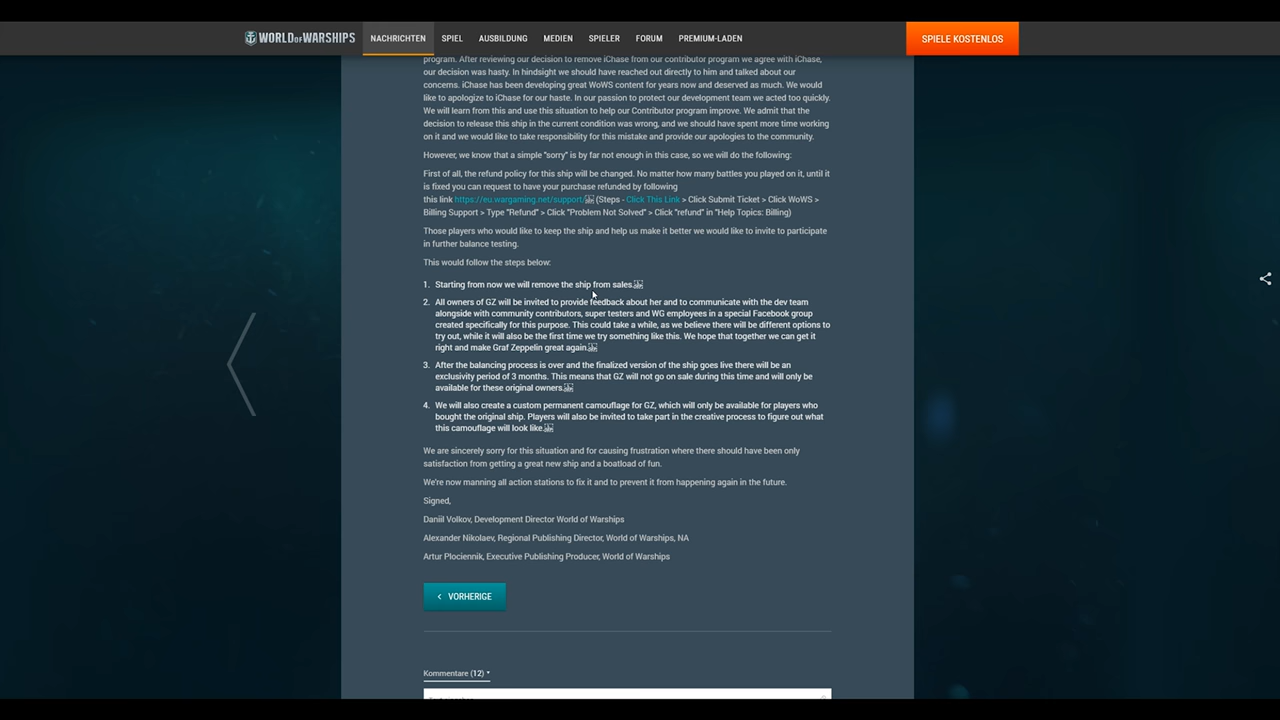 WORLD OF WARSHIPS NACHRICHTEN SPIEL AUSBILDUNG MEDIEN SPIELER FORUM PREMIUM-LADEN SPIELE KOSTENLOS
program. After reviewing our decision to remove iChase from our contributor program we agree with iChase,
our decision was hasty. In hindsight we should have reached out directly to him and talked about our
concerns. iChase has been developing great WoWS content for years now and deserved as much. We would
like to apologize to iChase for our haste. In our passion to protect our development team we acted too quickly.
We will learn from this and use this situation to help our Contributor program improve. We admit that the
decision to release this ship in the current condition was wrong, and we should have spent more time working
on it and we would like to take responsibility for this mistake and provide our apologies to the community.
However, we know that a simple "sorry" is by far not enough in this case, so we will do the following:
First of all, the refund policy for this ship will be changed. No matter how many battles you played on it, until it
is fixed you can request to have your purchase refunded by following
this link https://eu.wargaming.net/support/ (Steps - Click This Link > Click Submit Ticket > Click WoWS >
Billing Support > Type "Refund" > Click "Problem Not Solved" > Click "refund" in "Help Topics: Billing)
Those players who would like to keep the ship and help us make it better we would like to invite to participate
in further balance testing.
This would follow the steps below:
1. Starting from now we will remove the ship from sales.
2. All owners of GZ will be invited to provide feedback about her and to communicate with the dev team
alongside with community contributors, super testers and WG employees in a special Facebook group
created specifically for this purpose. This could take a while, as we believe there will be different options to
try out, while it will also be the first time we try something like this. We hope that together we can get it
right and make Graf Zeppelin great again.
3. After the balancing process is over and the finalized version of the ship goes live there will be an
exclusivity period of 3 months. This means that GZ will not go on sale during this time and will only be
available for these original owners.
4. We will also create a custom permanent camouflage for GZ, which will only be available for players who
bought the original ship. Players will also be invited to take part in the creative process to figure out what
this camouflage will look like.
We are sincerely sorry for this situation and for causing frustration where there should have been only
satisfaction from getting a great new ship and a boatload of fun.
We're now manning all action stations to fix it and to prevent it from happening again in the future.
Signed,
Daniil Volkov, Development Director World of Warships
Alexander Nikolaev, Regional Publishing Director, World of Warships, NA
Artur Plociennik, Executive Publishing Producer, World of Warships
VORHERIGE
Kommentare (12)